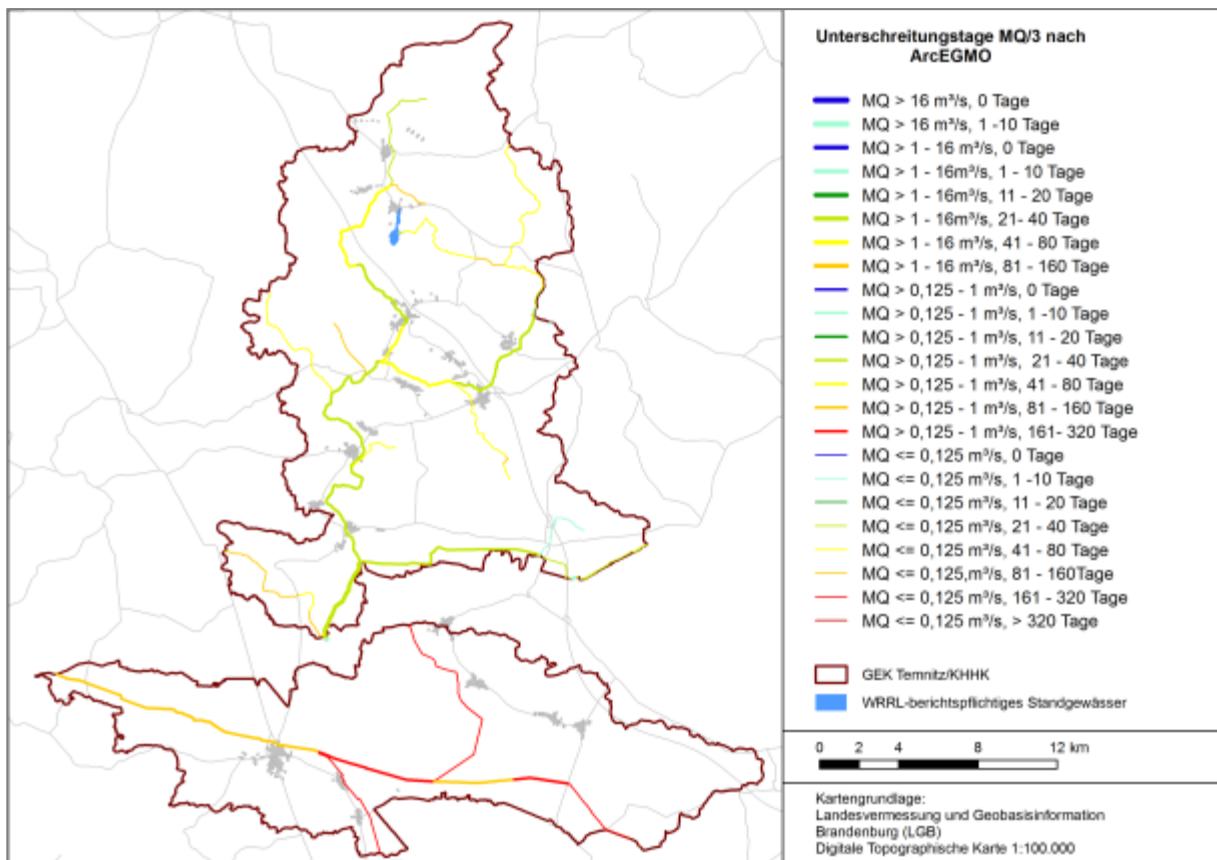 Unterschreitungstage MQ/3 nach
ArcEGMO
MQ > 16 m³/s, 0 Tage
MQ > 16 m³/s, 1 -10 Tage
MQ > 1 - 16 m³/s, 0 Tage
MQ > 1 - 16m³/s, 1 - 10 Tage
MQ > 1 - 16m³/s, 11 - 20 Tage
MQ > 1 - 16m³/s, 21- 40 Tage
MQ > 1 - 16 m³/s, 41 - 80 Tage
MQ > 1 - 16 m³/s, 81 - 160 Tage
MQ > 0,125 - 1 m³/s, 0 Tage
MQ > 0,125 - 1 m³/s, 1 -10 Tage
MQ > 0,125 - 1 m³/s, 11 - 20 Tage
MQ > 0,125 - 1 m³/s, 21 - 40 Tage
MQ > 0,125 - 1 m³/s, 41 - 80 Tage
MQ > 0,125 - 1 m³/s, 81 - 160 Tage
MQ > 0,125 - 1 m³/s, 161- 320 Tage
MQ <= 0,125 m³/s, 0 Tage
MQ <= 0,125 m³/s, 1 -10 Tage
MQ <= 0,125 m³/s, 11 - 20 Tage
MQ <= 0,125 m³/s, 21 - 40 Tage
MQ <= 0,125 m³/s, 41 - 80 Tage
MQ <= 0,125,m³/s, 81 - 160Tage
MQ <= 0,125 m³/s, 161 - 320 Tage
MQ <= 0,125 m³/s, > 320 Tage
GEK Temnitz/KHHK
WRRL-berichtspflichtiges Standgewässer
0 2 4 8 12 km
Kartengrundlage:
Landesvermessung und Geobasisinformation
Brandenburg (LGB)
Digitale Topographische Karte 1:100.000